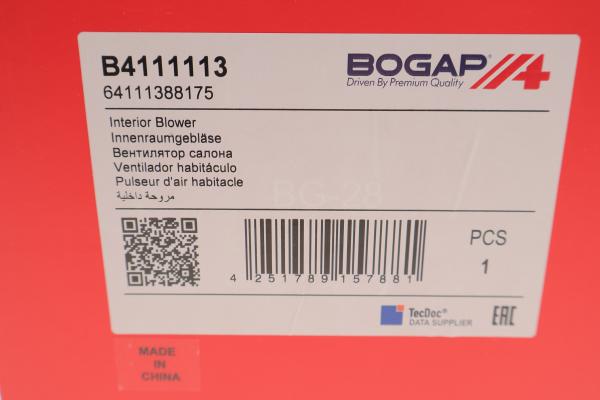 B4111113
64111388175
BOGAP®
Driven By Premium Quality
Interior Blower
Innenraumgebläse
Вентилятор салона
Ventilador habitáculo
Pulseur d'air habitacle
مروحة داخلية
BG-28
4 251789 157881
PCS
1
TecDoc®
DATA SUPPLIER
EAC
MADE
IN
CHINA